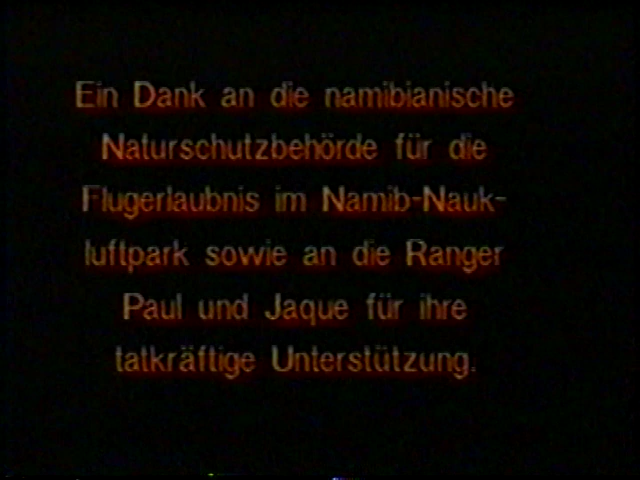 Ein Dank an die namibianische
Naturschutzbehörde für die
Flugerlaubnis im Namib-Nauk-
luftpark sowie an die Ranger
Paul und Jaque für ihre
tatkräftige Unterstützung.